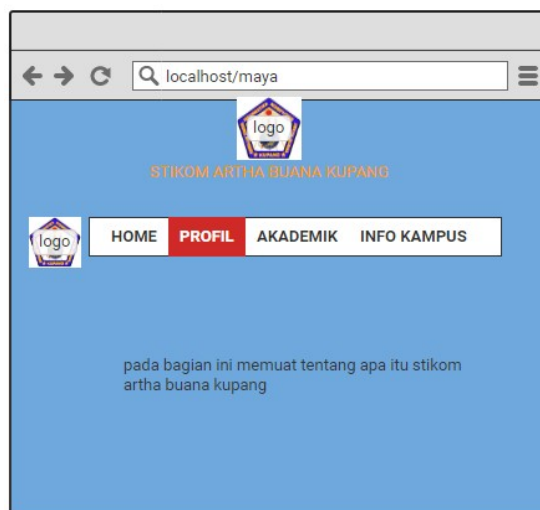 localhost/maya
logo
KUPANG
STIKOM ARTHA BUANA KUPANG
logo
HOME PROFIL AKADEMIK INFO KAMPUS
pada bagian ini memuat tentang apa itu stikom
artha buana kupang